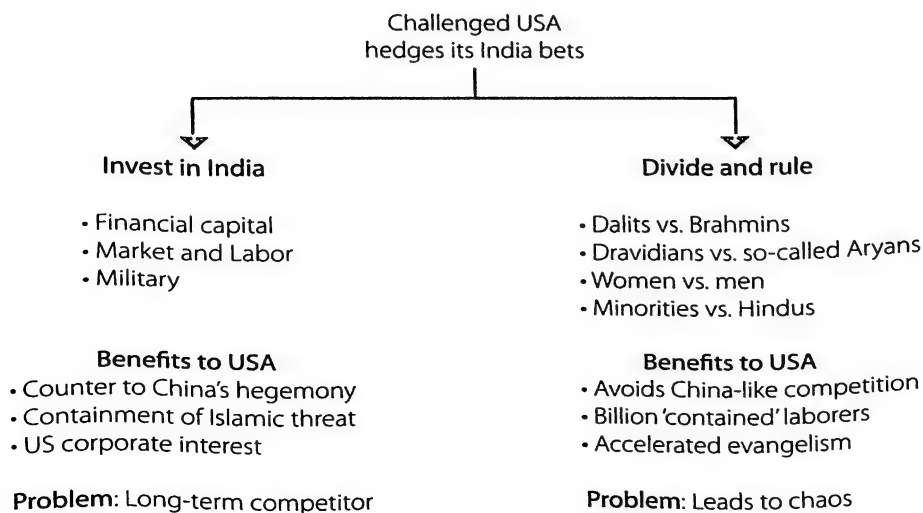 Challenged USA
hedges its India bets
Invest in India
• Financial capital
• Market and Labor
• Military
Benefits to USA
• Counter to China's hegemony
• Containment of Islamic threat
• US corporate interest
Problem: Long-term competitor
Divide and rule
• Dalits vs. Brahmins
• Dravidians vs. so-called Aryans
• Women vs. men
• Minorities vs. Hindus
Benefits to USA
• Avoids China-like competition
• Billion 'contained' laborers
• Accelerated evangelism
Problem: Leads to chaos